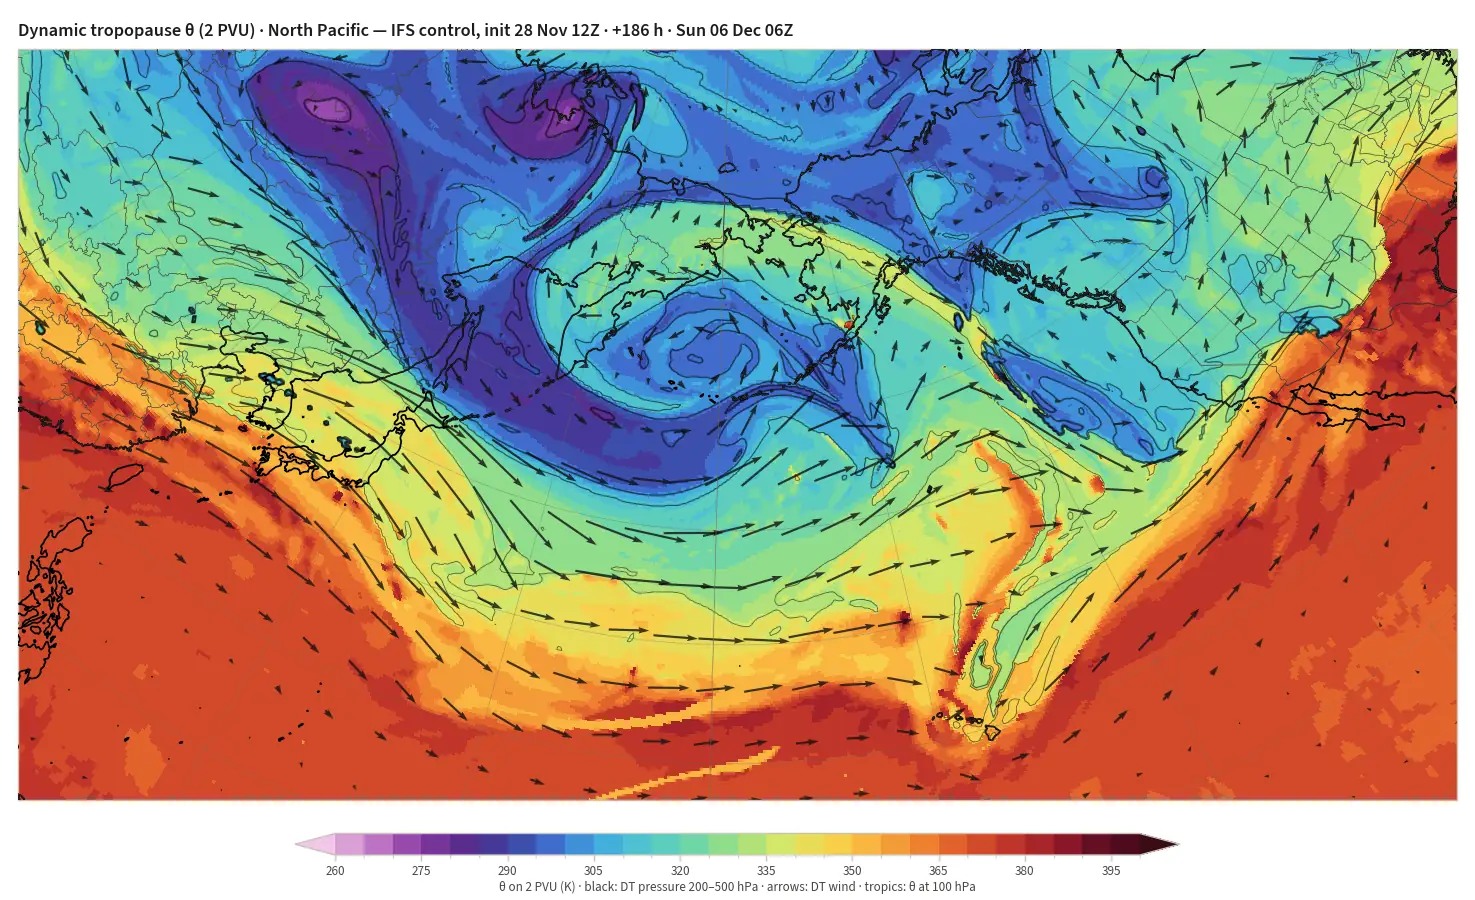 Dynamic tropopause θ (2 PVU) · North Pacific — IFS control, init 28 Nov 12Z · +186 h · Sun 06 Dec 06Z
260 275 290 305 320 335 350 365 380 395
θ on 2 PVU (K) · black: DT pressure 200–500 hPa · arrows: DT wind · tropics: θ at 100 hPa